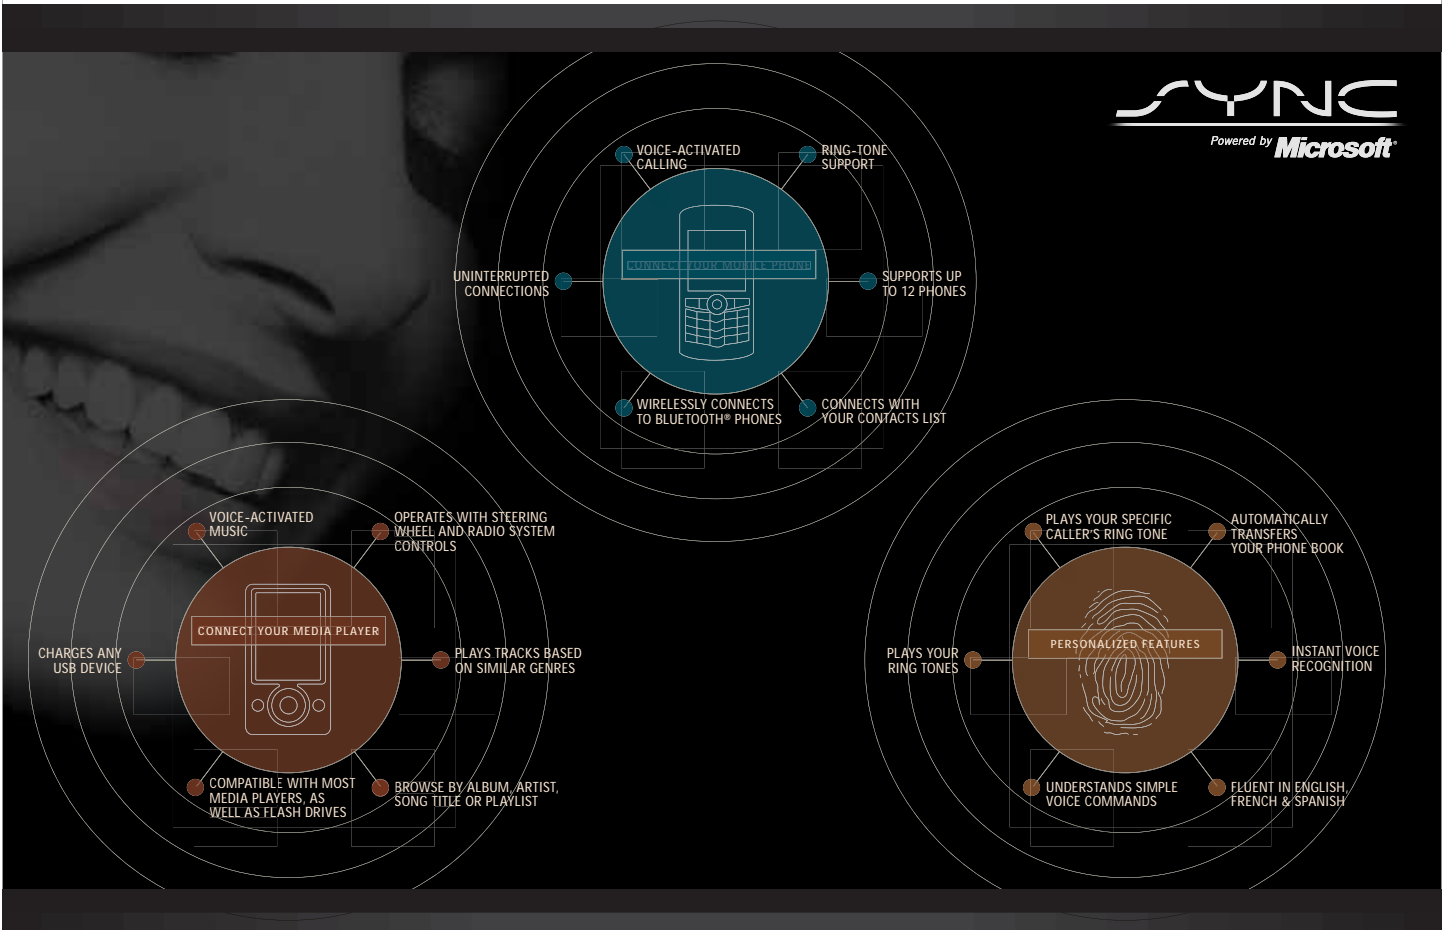 SYNC
Powered by Microsoft®
VOICE-ACTIVATED
CALLING
RING-TONE
SUPPORT
CONNECT YOUR MOBILE PHONE
UNINTERRUPTED
CONNECTIONS
SUPPORTS UP
TO 12 PHONES
WIRELESSLY CONNECTS
TO BLUETOOTH® PHONES
CONNECTS WITH
YOUR CONTACTS LIST
VOICE-ACTIVATED
MUSIC
OPERATES WITH STEERING
WHEEL AND RADIO SYSTEM
CONTROLS
CONNECT YOUR MEDIA PLAYER
CHARGES ANY
USB DEVICE
PLAYS TRACKS BASED
ON SIMILAR GENRES
COMPATIBLE WITH MOST
MEDIA PLAYERS, AS
WELL AS FLASH DRIVES
BROWSE BY ALBUM, ARTIST,
SONG TITLE OR PLAYLIST
PLAYS YOUR SPECIFIC
CALLER'S RING TONE
AUTOMATICALLY
TRANSFERS
YOUR PHONE BOOK
PERSONALIZED FEATURES
PLAYS YOUR
RING TONES
INSTANT VOICE
RECOGNITION
UNDERSTANDS SIMPLE
VOICE COMMANDS
FLUENT IN ENGLISH,
FRENCH & SPANISH